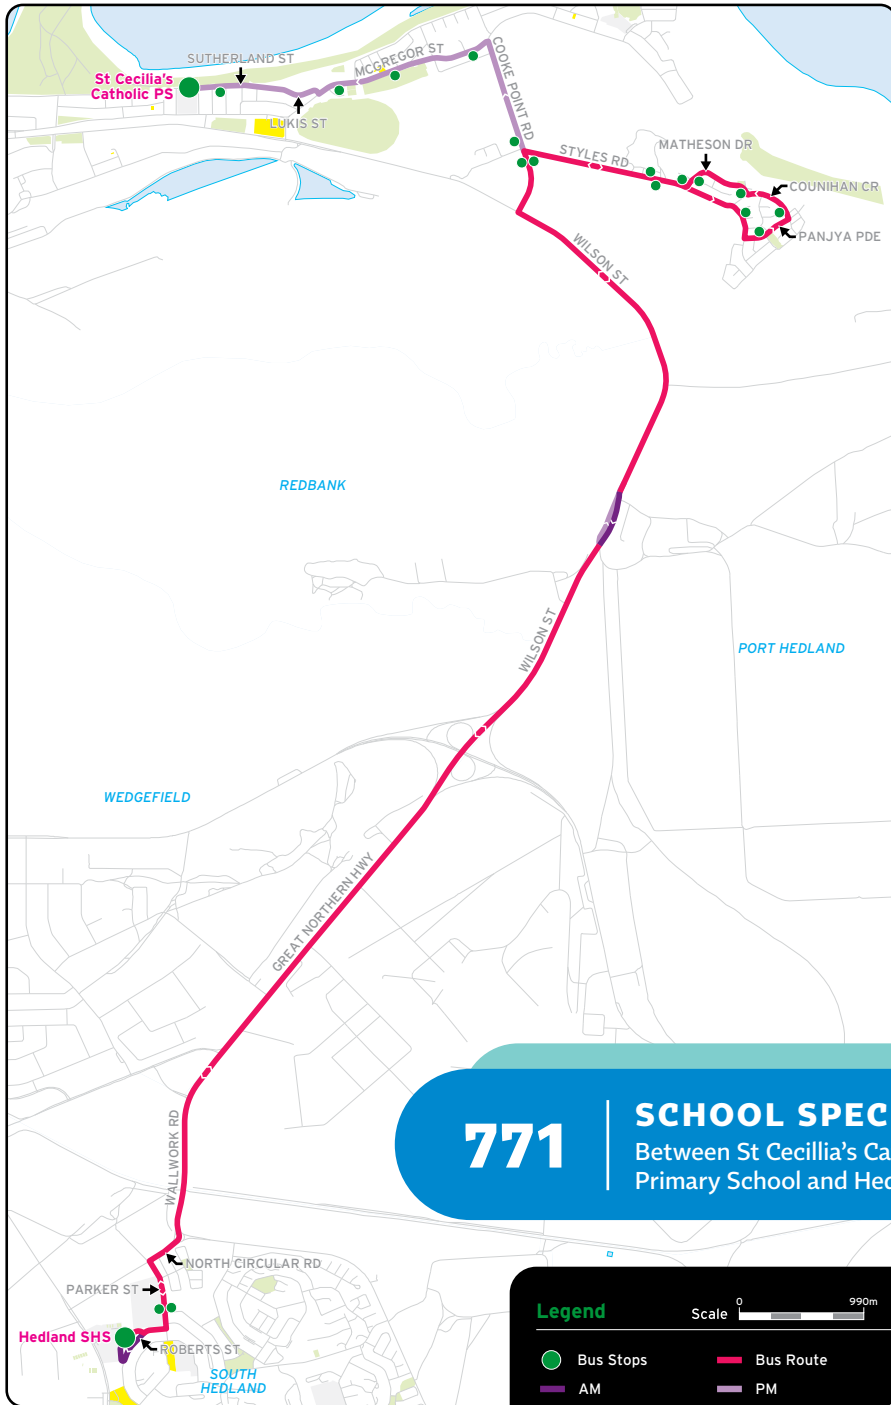 SUTHERLAND ST
MCGREGOR ST
COOKE POINT RD
St Cecilia's
Catholic PS
LUKIS ST
STYLES RD
MATHESON DR
COUNIHAN CR
PANJYA PDE
WILSON ST
REDBANK
WILSON ST
PORT HEDLAND
WEDGEFIELD
GREAT NORTHERN HWY
771
SCHOOL SPEC
Between St Cecillia's Ca
Primary School and Hed
WALLWORK RD
NORTH CIRCULAR RD
PARKER ST
Hedland SHS
ROBERTS ST
SOUTH
HEDLAND
Legend
Scale
0
990m
Bus Stops
Bus Route
AM
PM